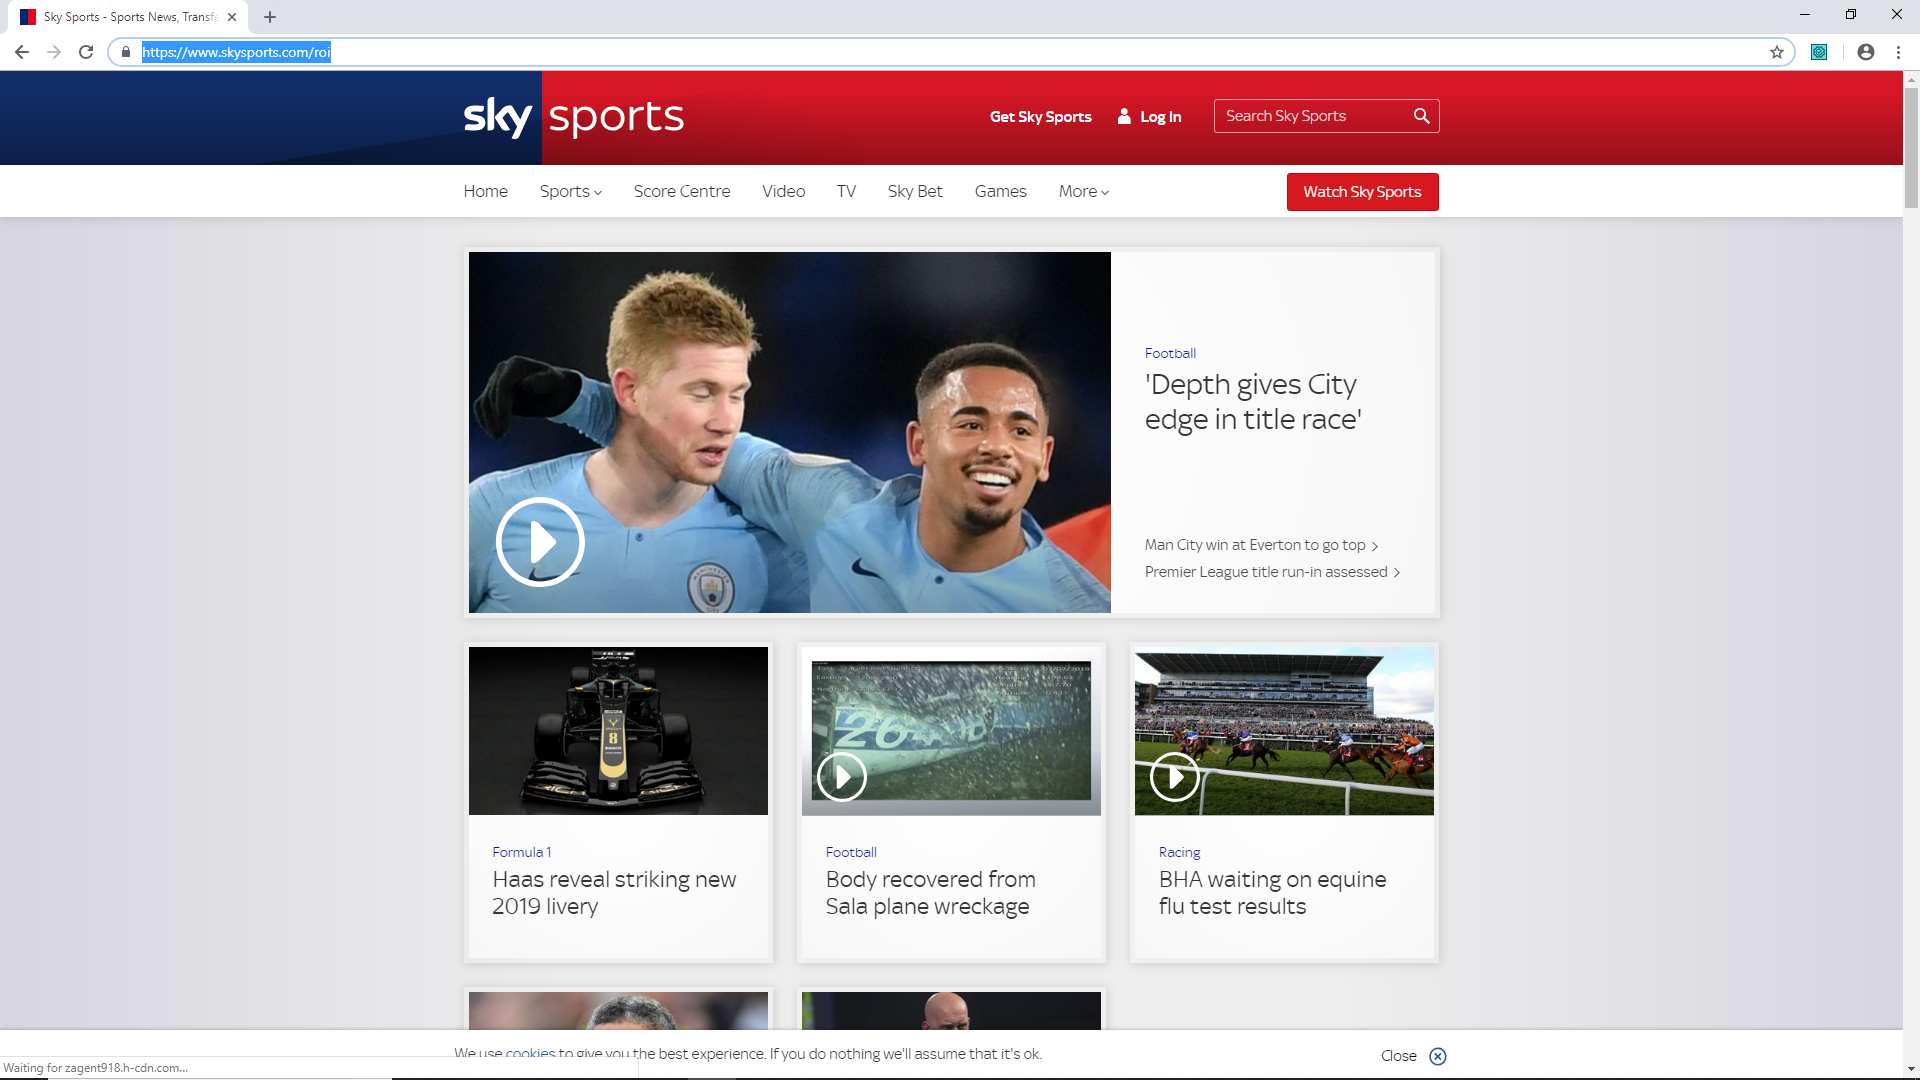 Sky Sports - Sports News, Transfe
https://www.skysports.com/roi
sky sports
Get Sky Sports
Log In
Search Sky Sports
Home
Sports
Score Centre
Video
TV
Sky Bet
Games
More
Watch Sky Sports
Football
'Depth gives City
edge in title race'
Man City win at Everton to go top
Premier League title run-in assessed
MANCHESTER
CITY
8
Formula 1
Haas reveal striking new
2019 livery
Football
Body recovered from
Sala plane wreckage
Racing
BHA waiting on equine
flu test results
We use cookies to give you the best experience. If you do nothing we'll assume that it's ok.
Close
Waiting for zagent918.h-cdn.com...